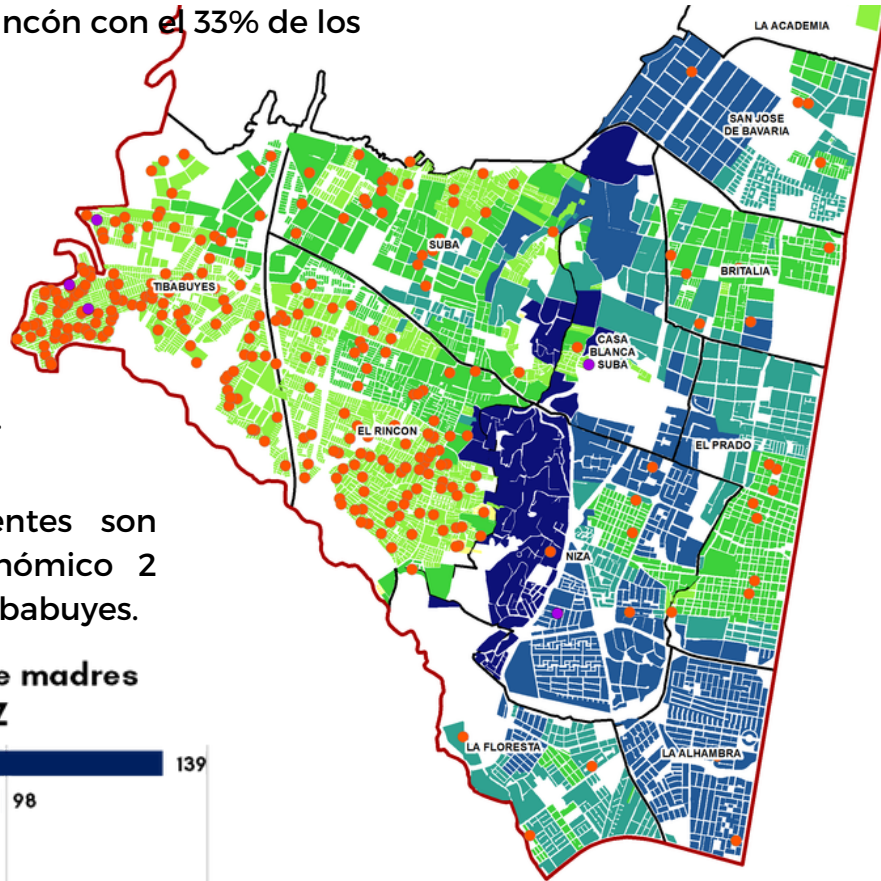 ncón con el 33% de los
LA ACADEMIA
SAN JOSE
DE BAVARIA
SUBA
BRITALIA
TIBABUYES
CASA
BLANCA
SUBA
EL RINCON
EL PRADO
entes son
nómico 2
babuyes.
NIZA
e madres
Z
139
98
LA FLORESTA
LA ALHAMBRA